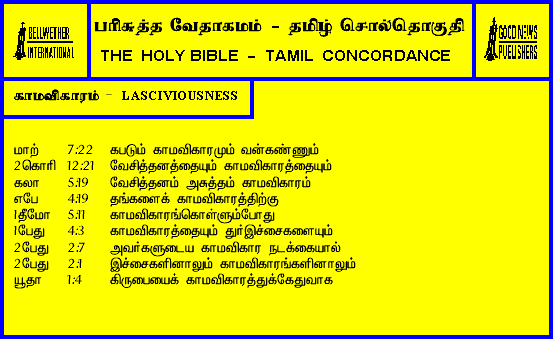 BELLWETHER
INTERNATIONAL
பரிசுத்த வேதாகமம் - தமிழ் சொல்தொகுதி
THE HOLY BIBLE - TAMIL CONCORDANCE
GOOD NEWS
PUBLISHERS
காமவிகாரம் - LASCIVIOUSNESS
மாற் 7:22 கபடும் காமவிகாரமும் வன்கண்ணும்
2கொரி 12:21 வேசித்தனத்தையும் காமவிகாரத்தையும்
கலா 5:19 வேசித்தனம் அசுத்தம் காமவிகாரம்
எபே 4:19 தங்களைக் காமவிகாரத்திற்கு
1தீமோ 5:11 காமவிகாரங்கொள்ளும்போது
1பேது 4:3 காமவிகாரத்தையும் துர்இச்சைகளையும்
2பேது 2:7 அவர்களுடைய காமவிகார நடக்கையால்
2பேது 2:1 இச்சைகளினாலும் காமவிகாரங்களினாலும்
யூதா 1:4 கிருபையைக் காமவிகாரத்துக்கேதுவாக